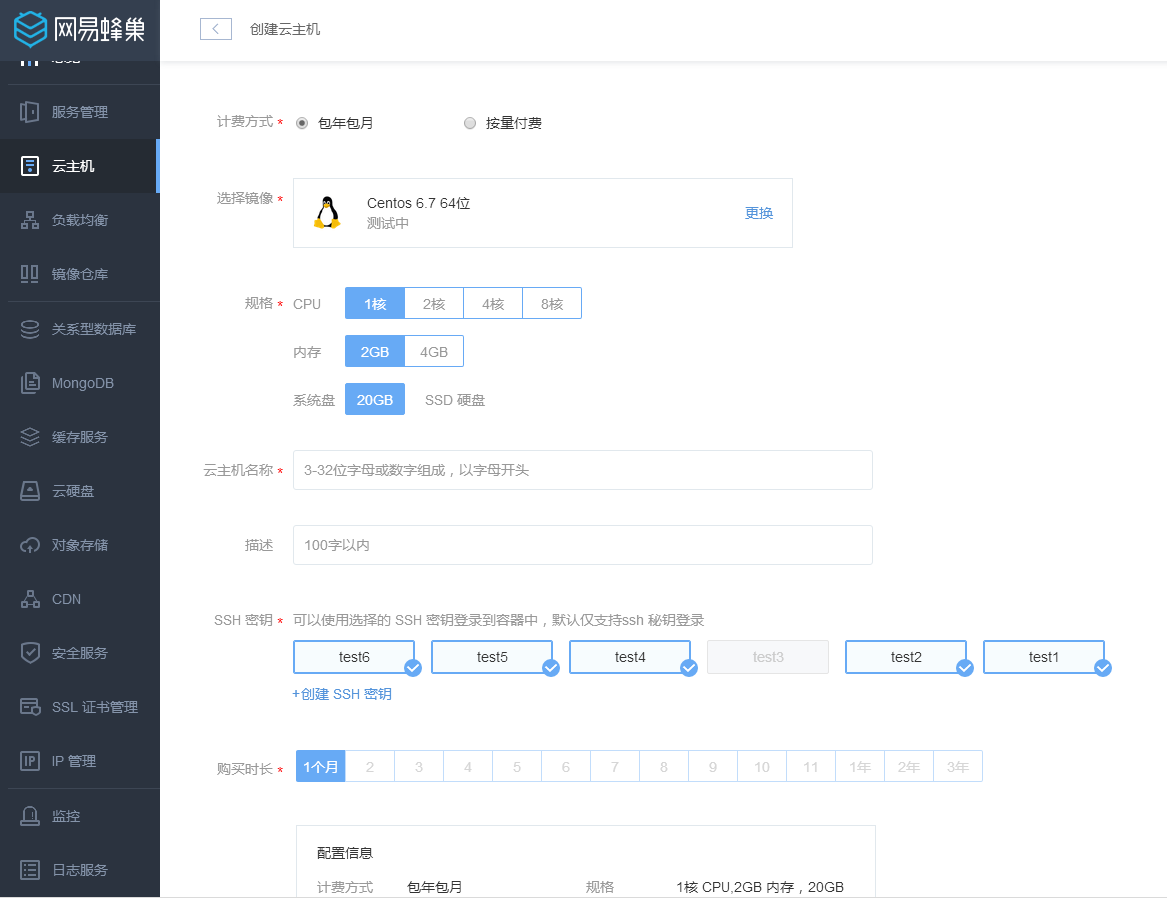 网易蜂巢
创建云主机
服务管理
云主机
负载均衡
镜像仓库
关系型数据库
MongoDB
缓存服务
云硬盘
对象存储
CDN
安全服务
SSL 证书管理
IP 管理
监控
日志服务
计费方式 * 包年包月 按量付费
选择镜像 * Centos 6.7 64位
测试中
更换
规格 * CPU 1核 2核 4核 8核
内存 2GB 4GB
系统盘 20GB SSD 硬盘
云主机名称 * 3-32位字母或数字组成，以字母开头
描述 100字以内
SSH 密钥 * 可以使用选择的 SSH 密钥登录到容器中，默认仅支持ssh 秘钥登录
test6 test5 test4 test3 test2 test1
+创建 SSH 密钥
购买时长 * 1个月 2 3 4 5 6 7 8 9 10 11 1年 2年 3年
配置信息
计费方式 包年包月 规格 1核 CPU,2GB 内存，20GB